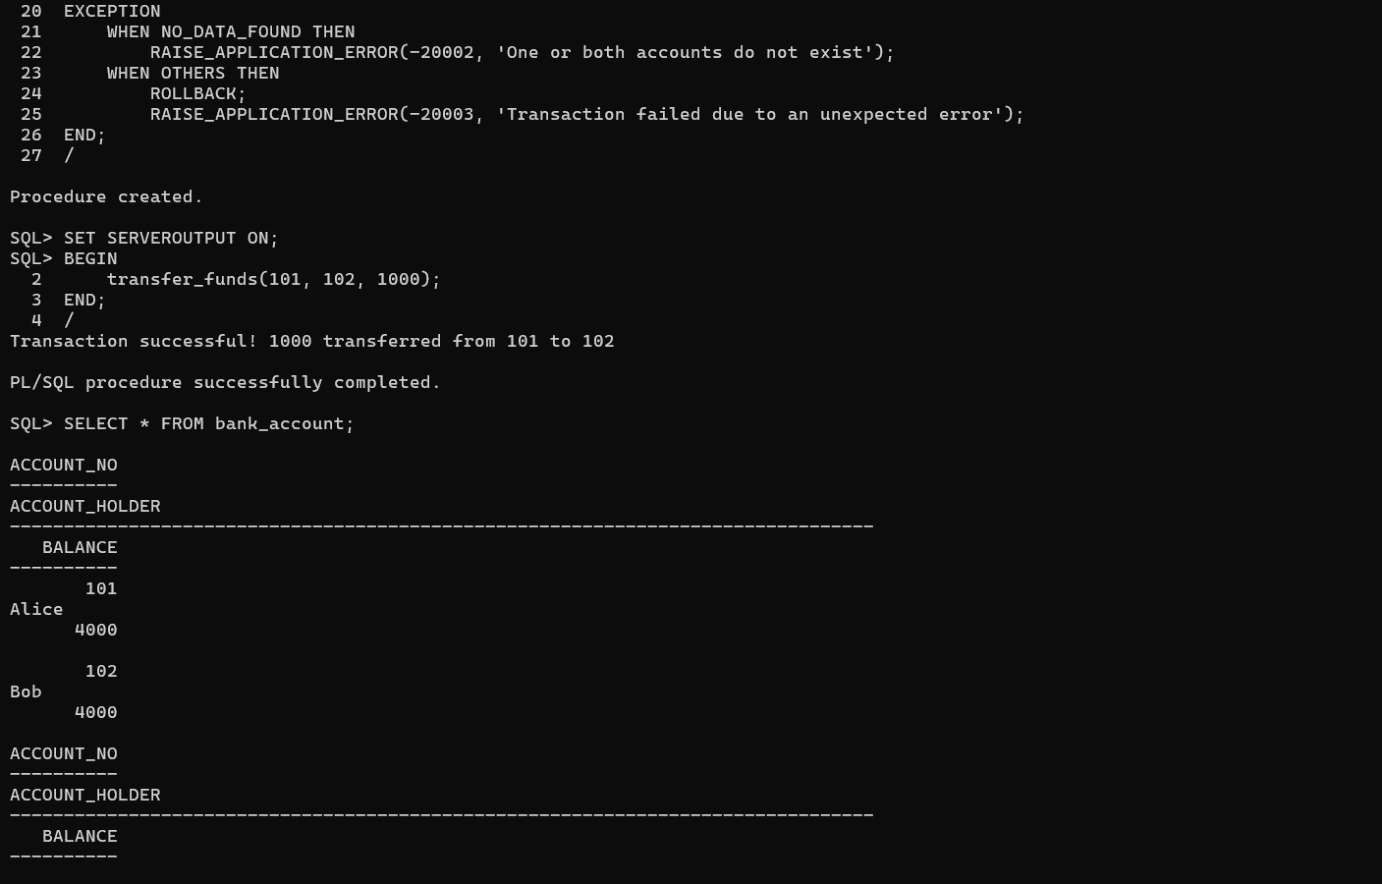 20  EXCEPTION
 21      WHEN NO_DATA_FOUND THEN
 22          RAISE_APPLICATION_ERROR(-20002, 'One or both accounts do not exist');
 23      WHEN OTHERS THEN
 24          ROLLBACK;
 25          RAISE_APPLICATION_ERROR(-20003, 'Transaction failed due to an unexpected error');
 26  END;
 27  /

Procedure created.

SQL> SET SERVEROUTPUT ON;
SQL> BEGIN
  2      transfer_funds(101, 102, 1000);
  3  END;
  4  /
Transaction successful! 1000 transferred from 101 to 102

PL/SQL procedure successfully completed.

SQL> SELECT * FROM bank_account;

ACCOUNT_NO
----------
ACCOUNT_HOLDER
--------------------------------------------------------------------------------
   BALANCE
----------
       101
Alice
      4000

       102
Bob
      4000

ACCOUNT_NO
----------
ACCOUNT_HOLDER
--------------------------------------------------------------------------------
   BALANCE
----------